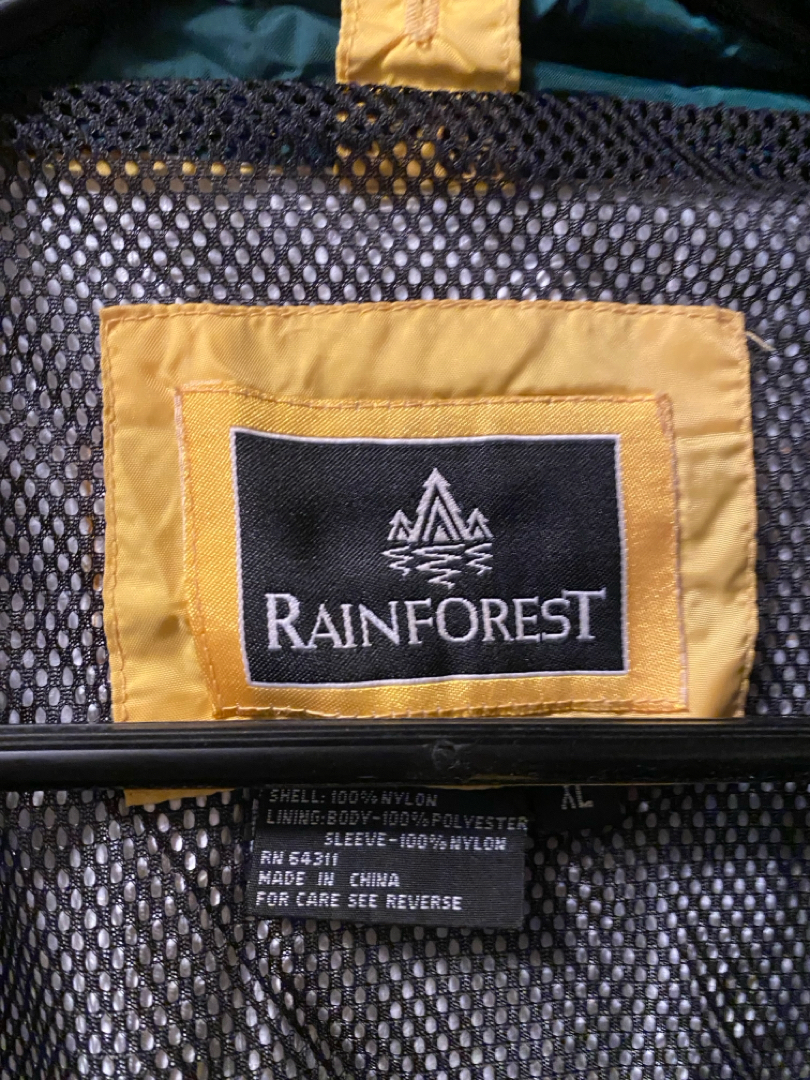 RAINFOREST
SHELL: 100% NYLON
XL
LINING: BODY-100% POLYESTER
SLEEVE-100% NYLON
RN 64311
MADE IN CHINA
FOR CARE SEE REVERSE